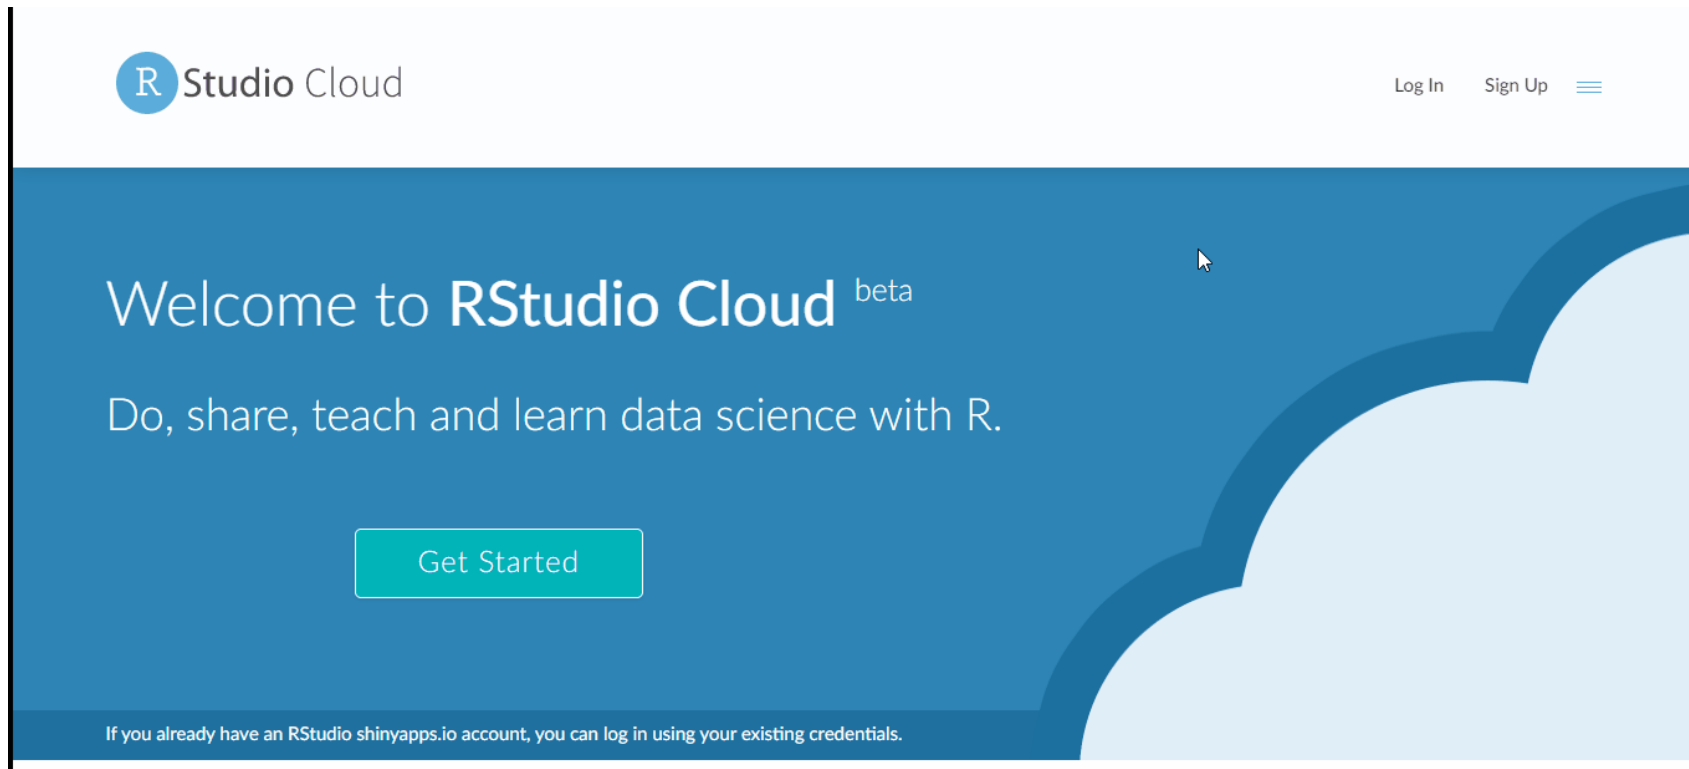 R Studio Cloud
Log In Sign Up
Welcome to RStudio Cloud beta
Do, share, teach and learn data science with R.
Get Started
If you already have an RStudio shinyapps.io account, you can log in using your existing credentials.